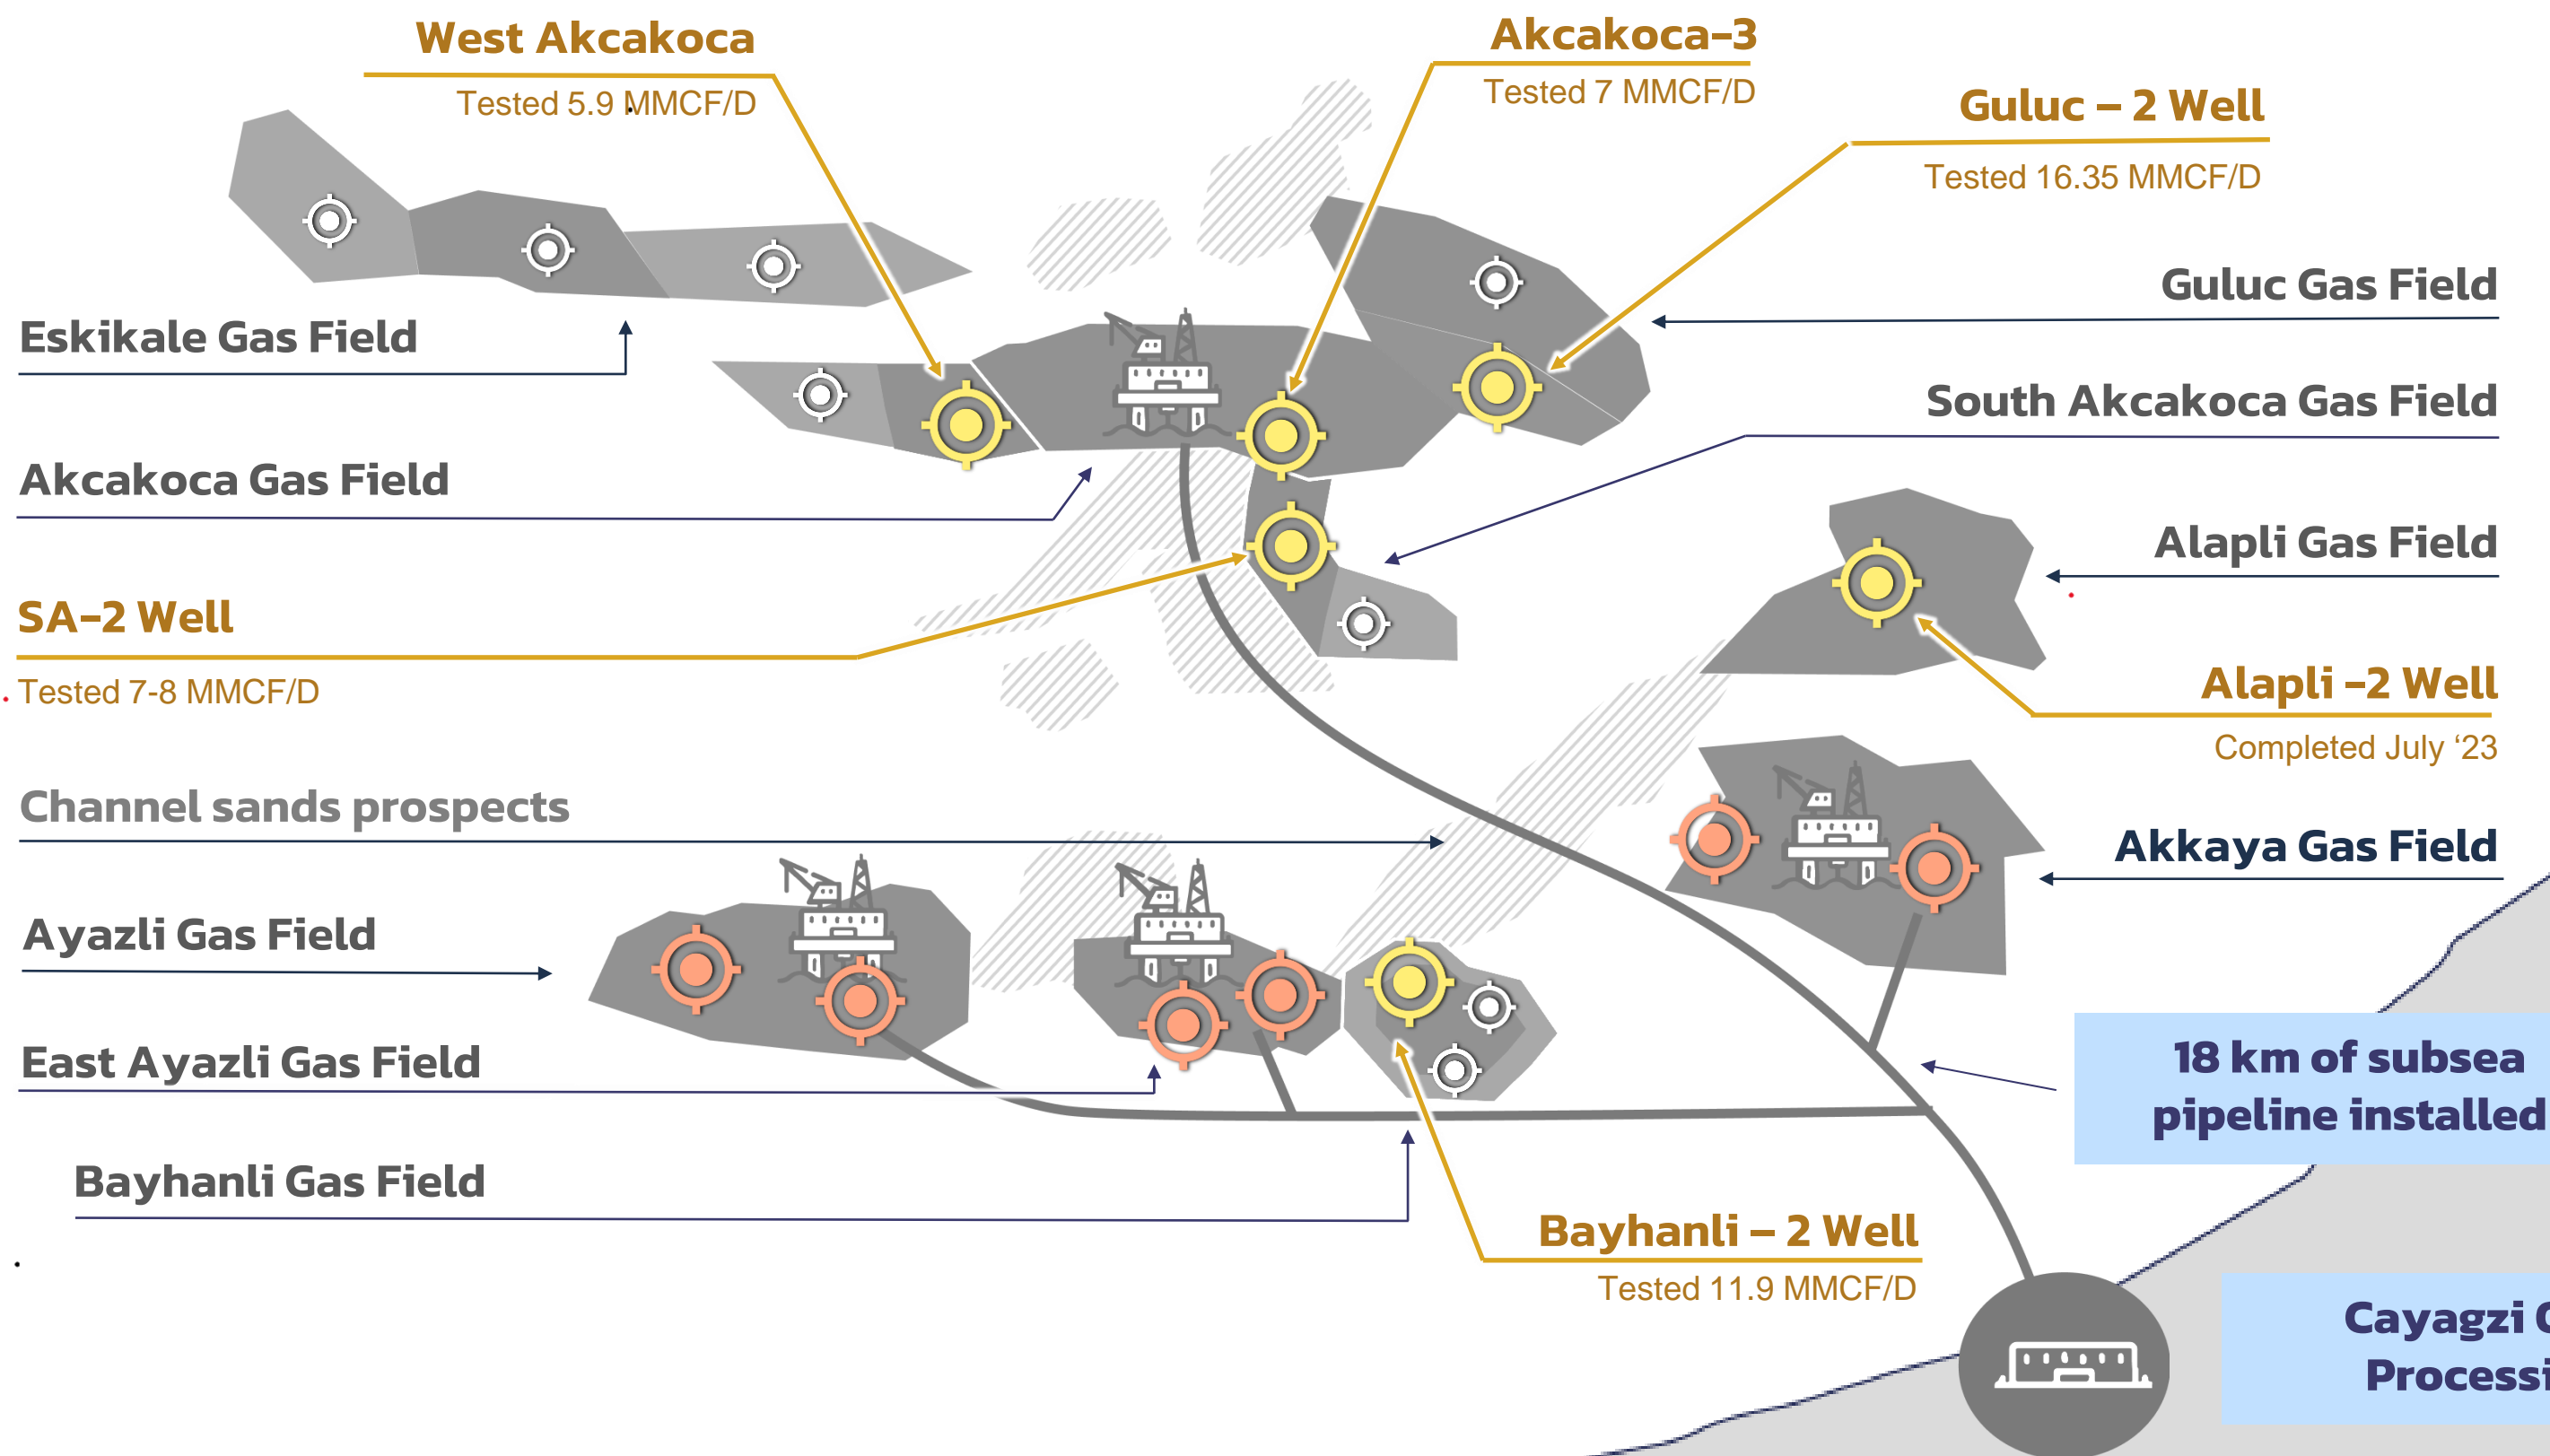 West Akcakoca
Tested 5.9 MMCF/D
Akcakoca-3
Tested 7 MMCF/D
Guluc – 2 Well
Tested 16.35 MMCF/D
Guluc Gas Field
Eskikale Gas Field
South Akcakoca Gas Field
Akcakoca Gas Field
Alapli Gas Field
SA-2 Well
Tested 7-8 MMCF/D
Alapli -2 Well
Completed July ‘23
Channel sands prospects
Akkaya Gas Field
Ayazli Gas Field
East Ayazli Gas Field
18 km of subsea
pipeline installed
Bayhanli Gas Field
Bayhanli – 2 Well
Tested 11.9 MMCF/D
Cayagzi
Processi